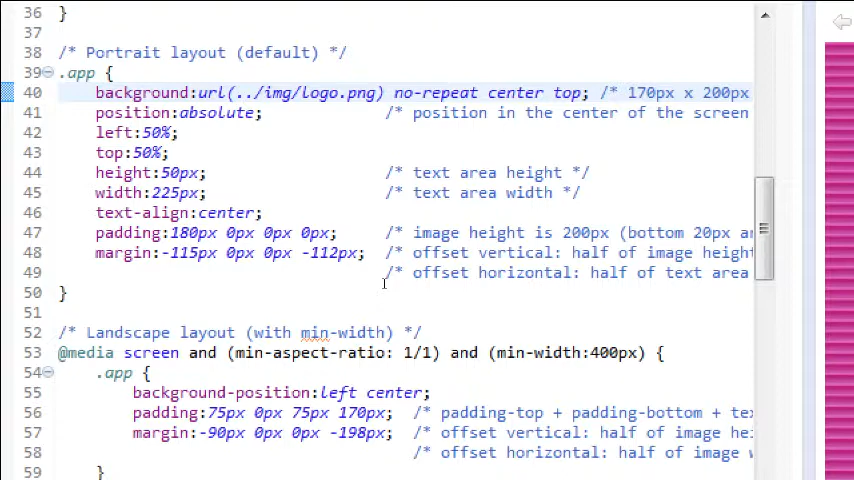 36 }
37
38 /* Portrait layout (default) */
39 .app {
40 background:url(../img/logo.png) no-repeat center top; /* 170px x 200px
41 position:absolute; /* position in the center of the screen
42 left:50%;
43 top:50%;
44 height:50px; /* text area height */
45 width:225px; /* text area width */
46 text-align:center;
47 padding:180px 0px 0px 0px; /* image height is 200px (bottom 20px ar
48 margin:-115px 0px 0px -112px; /* offset vertical: half of image height
49 /* offset horizontal: half of text area
50 }
51
52 /* Landscape layout (with min-width) */
53 @media screen and (min-aspect-ratio: 1/1) and (min-width:400px) {
54 .app {
55 background-position:left center;
56 padding:75px 0px 75px 170px; /* padding-top + padding-bottom + tex
57 margin:-90px 0px 0px -198px; /* offset vertical: half of image hei
58 /* offset horizontal: half of image w
59 }